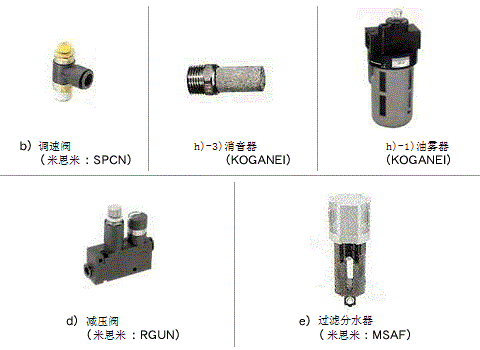 b) 调速阀
(米思米：SPCN)
h)-3)消音器
(KOGANEI)
h)-1)油雾器
(KOGANEI)
d) 减压阀
(米思米：RGUN)
e) 过滤分水器
(米思米：MSAF)